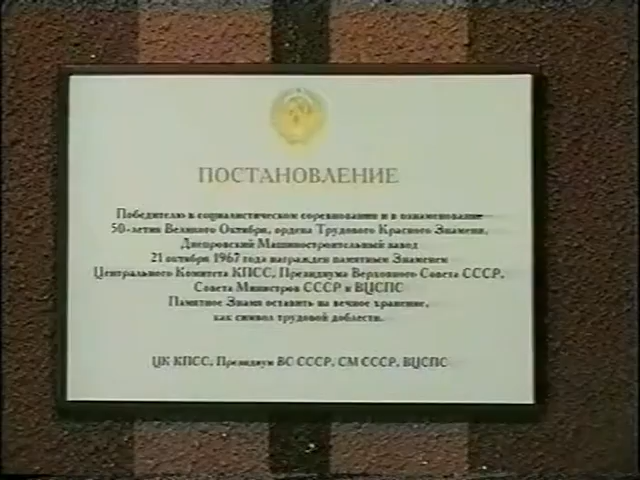 ПОСТАНОВЛЕНИЕ
Победителю в социалистическом соревновании и в ознаменование
50-летия Великого Октября, ордена Трудового Красного Знамени,
Днепровский Машиностроительный завод
21 октября 1967 года награжден памятным Знаменем
Центрального Комитета КПСС, Президиума Верховного Совета СССР,
Совета Министров СССР и ВЦСПС
Памятное Знамя оставить на вечное хранение,
как символ трудовой доблести.
ЦК КПСС, Президиум ВС СССР, СМ СССР, ВЦСПС